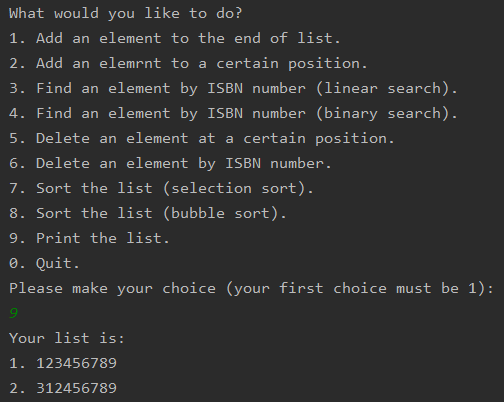 What would you like to do?
1. Add an element to the end of list.
2. Add an elemrnt to a certain position.
3. Find an element by ISBN number (linear search).
4. Find an element by ISBN number (binary search).
5. Delete an element at a certain position.
6. Delete an element by ISBN number.
7. Sort the list (selection sort).
8. Sort the list (bubble sort).
9. Print the list.
0. Quit.
Please make your choice (your first choice must be 1):
9
Your list is:
1. 123456789
2. 312456789